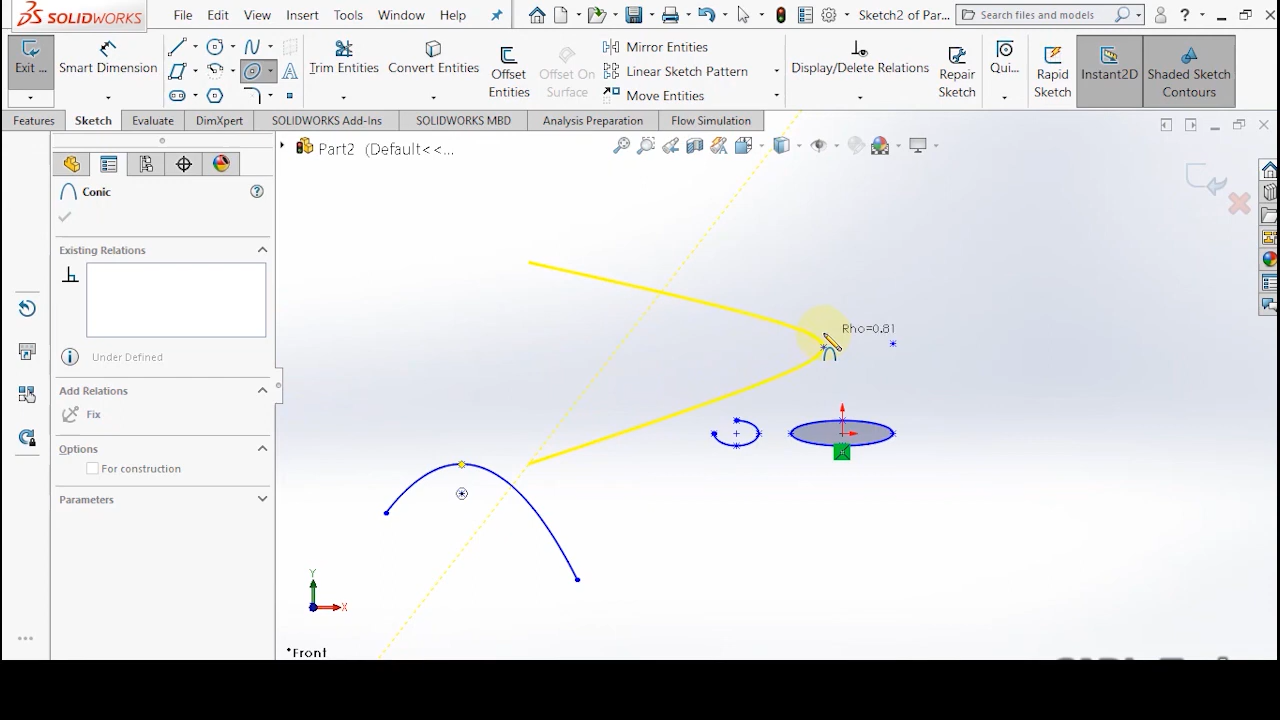 SOLIDWORKS File Edit View Insert Tools Window Help Sketch2 of Par... Search files and models ?
Exit ... Smart Dimension Trim Entities Convert Entities Offset Entities Offset On Surface Mirror Entities Linear Sketch Pattern Move Entities Display/Delete Relations Repair Sketch Qui... Rapid Sketch Instant2D Shaded Sketch Contours
Features Sketch Evaluate DimXpert SOLIDWORKS Add-Ins SOLIDWORKS MBD Analysis Preparation Flow Simulation
Part2 (Default<<...
Conic
Existing Relations
Under Defined
Add Relations
Fix
Options
For construction
Parameters
Rho=0.81
Y
X
*Front